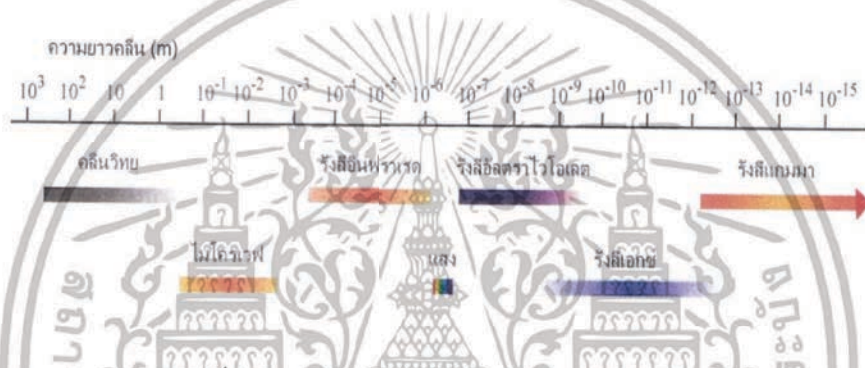 ความยาวคลื่น (m)
10³ 10² 10 1 10⁻¹ 10⁻² 10⁻³ 10⁻⁴ 10⁻⁵ 10⁻⁶ 10⁻⁷ 10⁻⁸ 10⁻⁹ 10⁻¹⁰ 10⁻¹¹ 10⁻¹² 10⁻¹³ 10⁻¹⁴ 10⁻¹⁵
คลื่นวิทยุ รังสีอินฟราเรด รังสีอัลตราไวโอเลต รังสีแกมมา
ไมโครเวฟ แสง รังสีเอกซ์